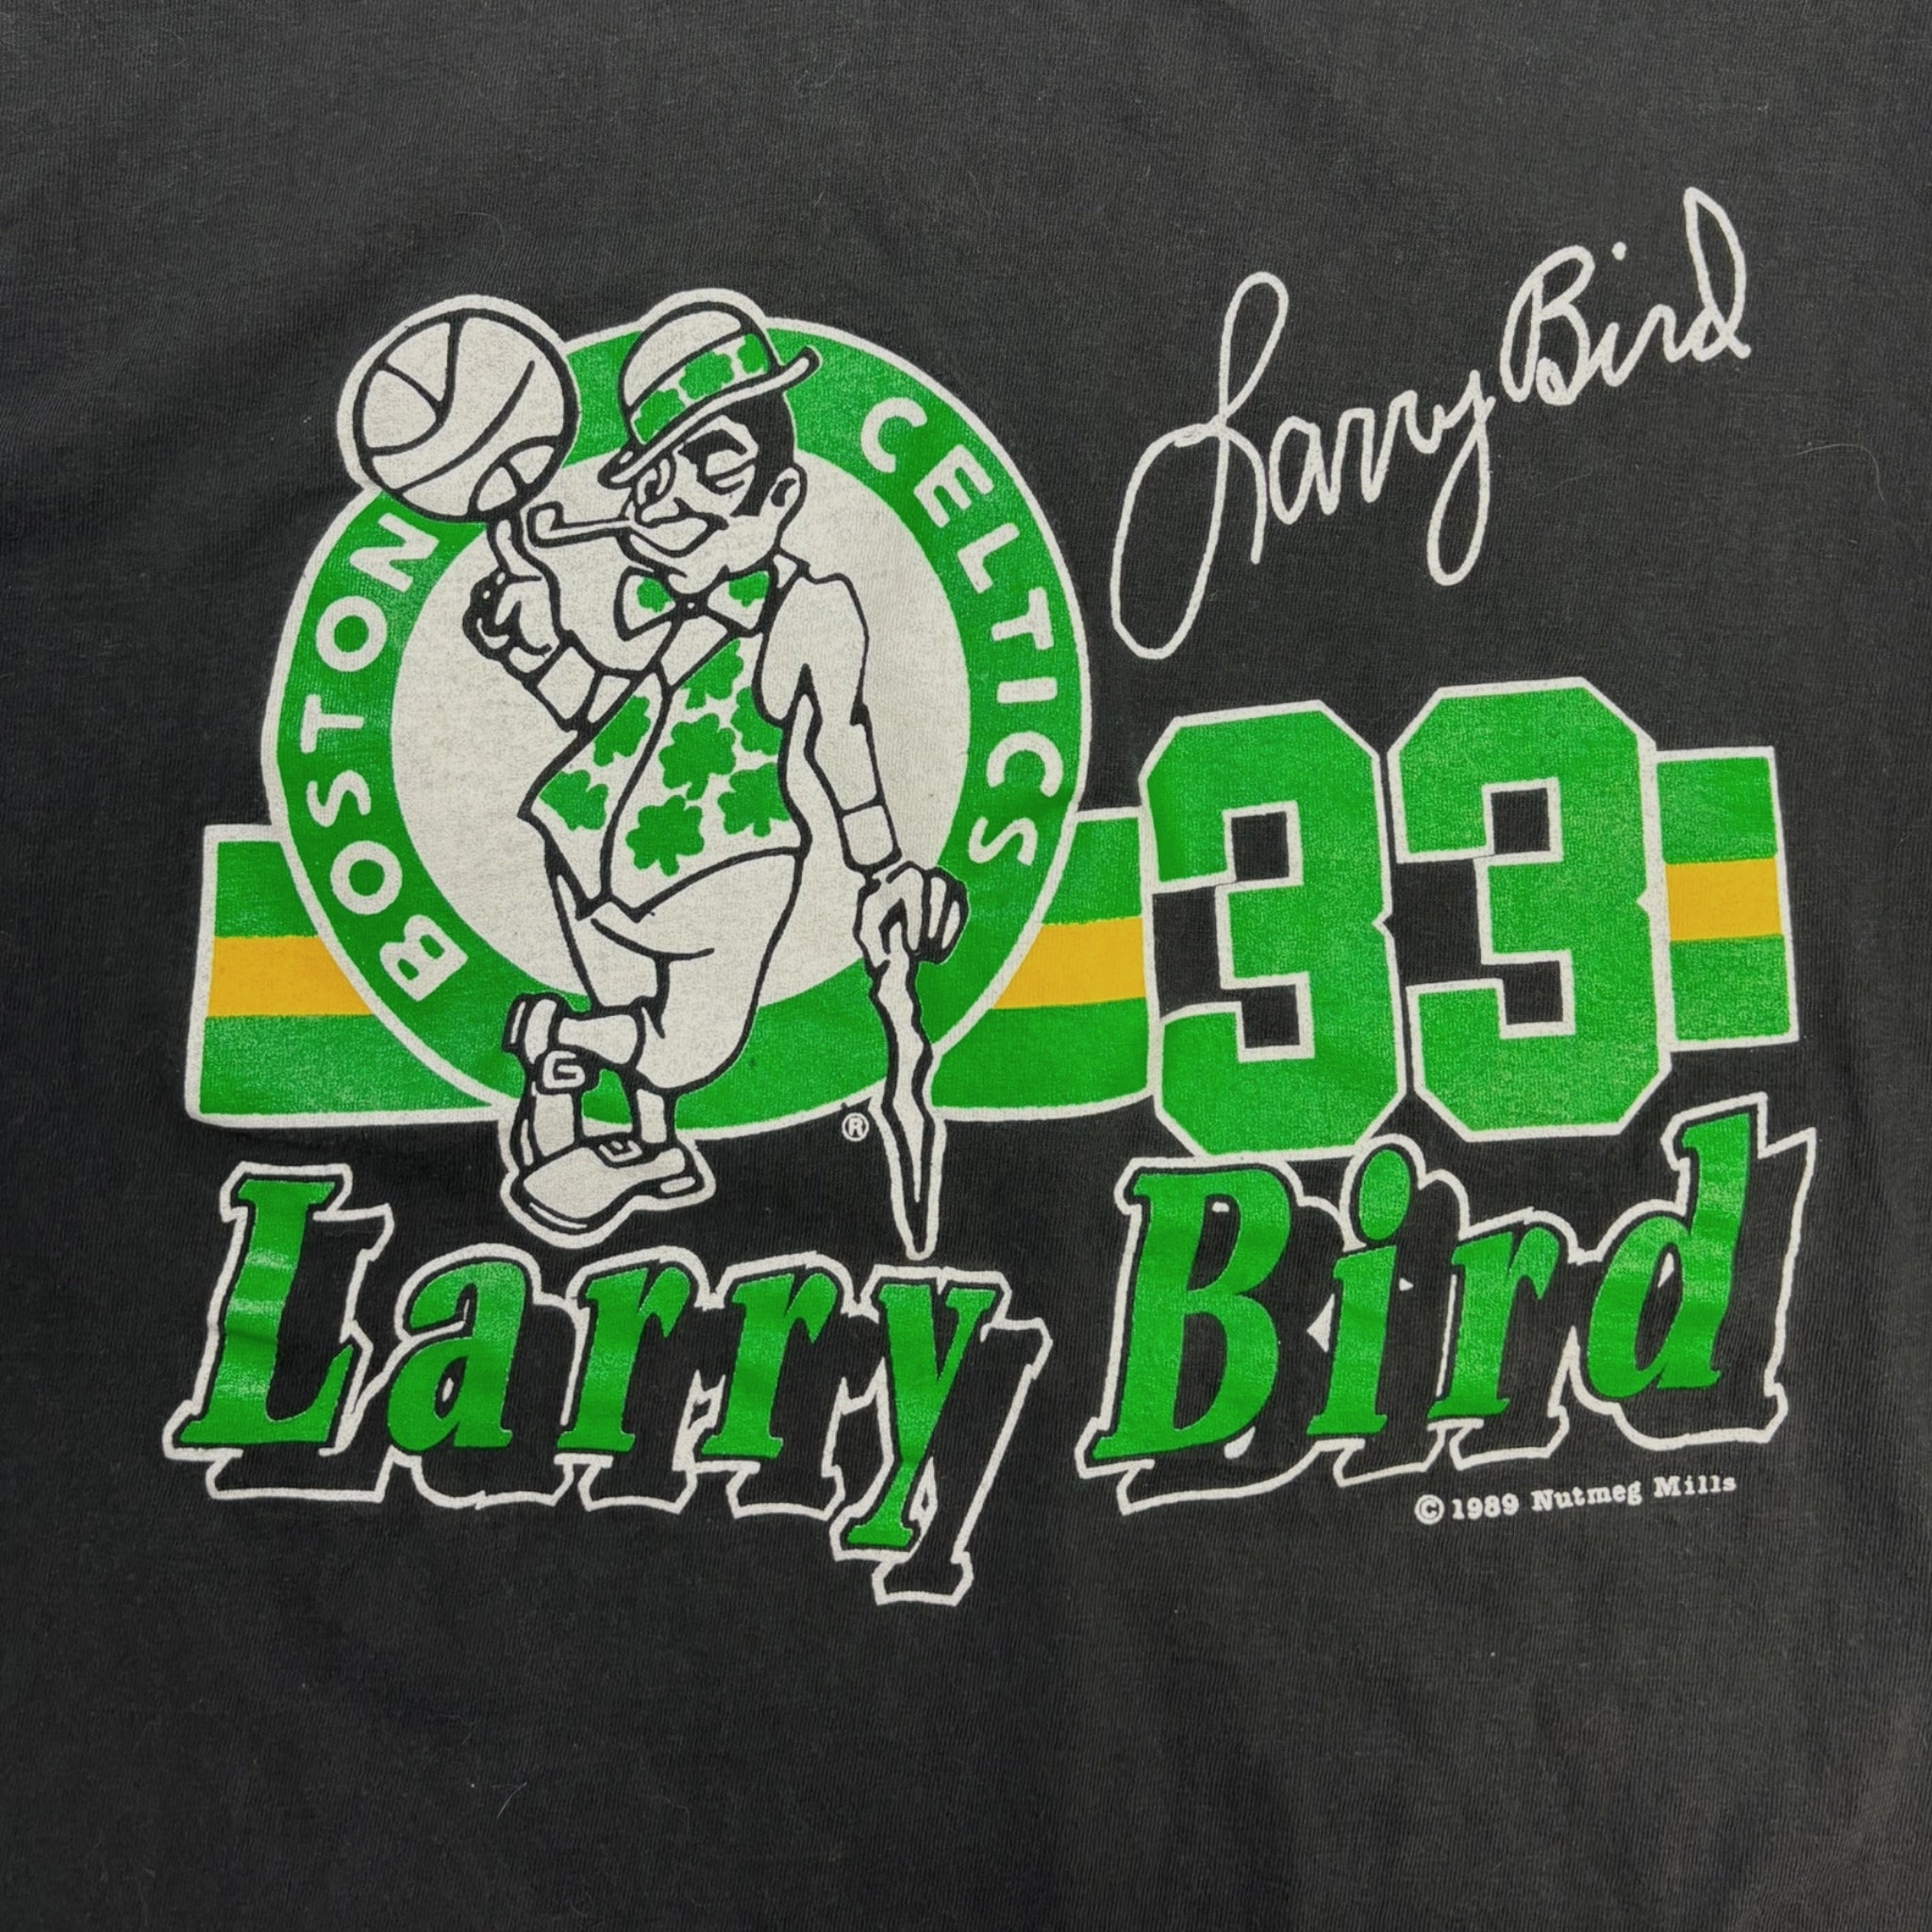 Larry Bird
BOSTON CELTICS
33
®
Larry Bird
© 1989 Nutmeg Mills